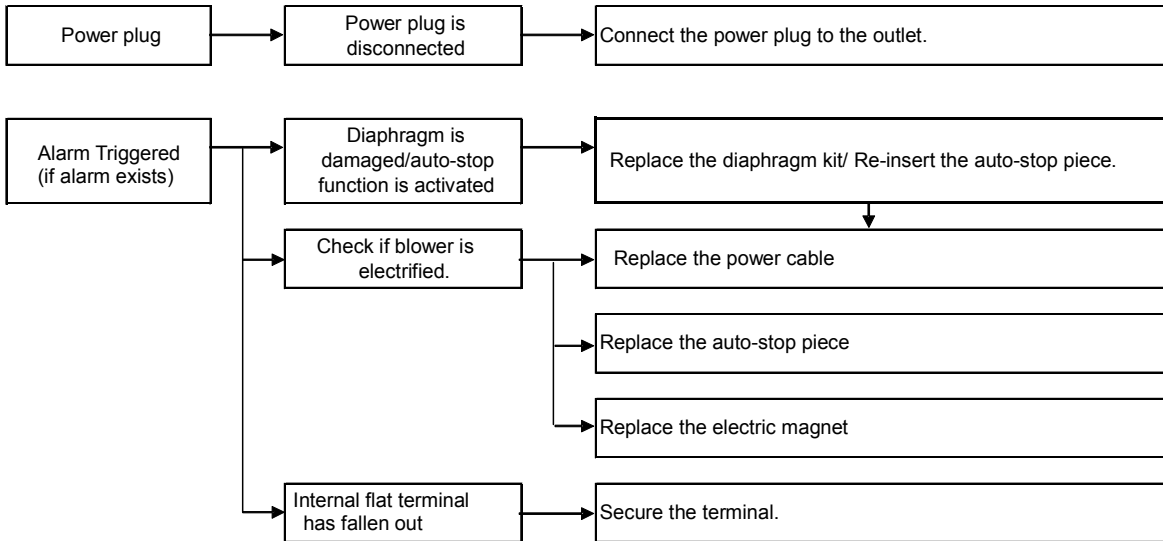 Power plug
Power plug is
disconnected
Connect the power plug to the outlet.
Alarm Triggered
(if alarm exists)
Diaphragm is
damaged/auto-stop
function is activated
Replace the diaphragm kit/ Re-insert the auto-stop piece.
Check if blower is
electrified.
Replace the power cable
Replace the auto-stop piece
Replace the electric magnet
Internal flat terminal
has fallen out
Secure the terminal.